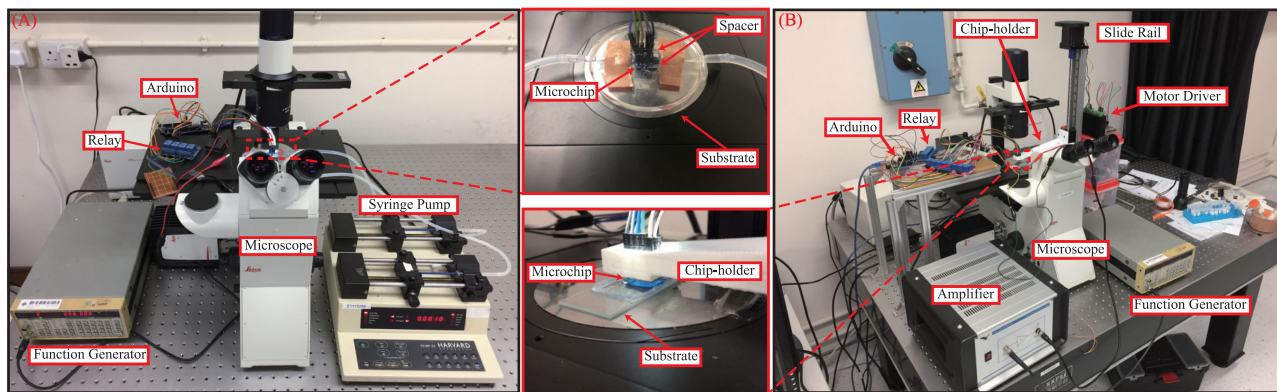 (A)
Arduino
Relay
Syringe Pump
Microscope
Function Generator
Leica
HARVARD
Spacer
Microchip
Substrate
Microchip
Chip-holder
Substrate
(B)
Chip-holder
Slide Rail
Motor Driver
Arduino
Relay
Microscope
Amplifier
Function Generator